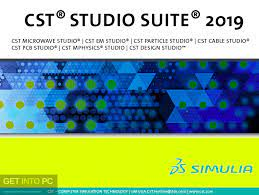 CST® STUDIO SUITE® 2019
CST MICROWAVE STUDIO® | CST EM STUDIO® | CST PARTICLE STUDIO® | CST CABLE STUDIO®
CST PCB STUDIO® | CST MPHYSICS® STUDIO | CST DESIGN STUDIO™
GET INTO PC
SIMULIA